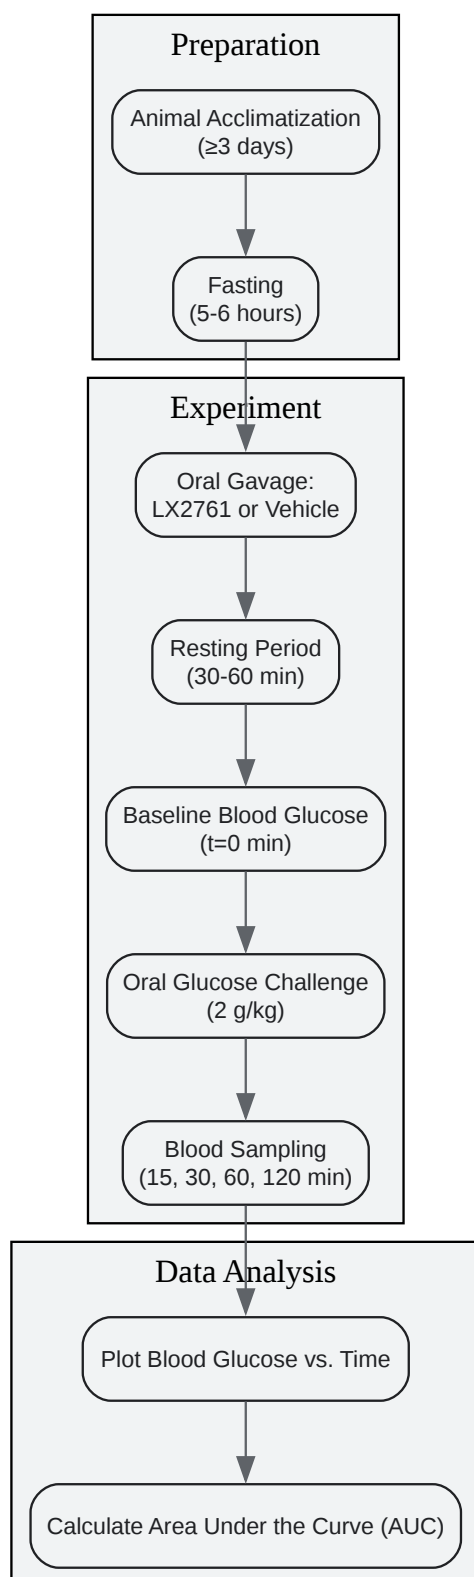 Preparation
Animal Acclimatization
(≥3 days)
Fasting
(5-6 hours)
Experiment
Oral Gavage:
LX2761 or Vehicle
Resting Period
(30-60 min)
Baseline Blood Glucose
(t=0 min)
Oral Glucose Challenge
(2 g/kg)
Blood Sampling
(15, 30, 60, 120 min)
Data Analysis
Plot Blood Glucose vs. Time
Calculate Area Under the Curve (AUC)